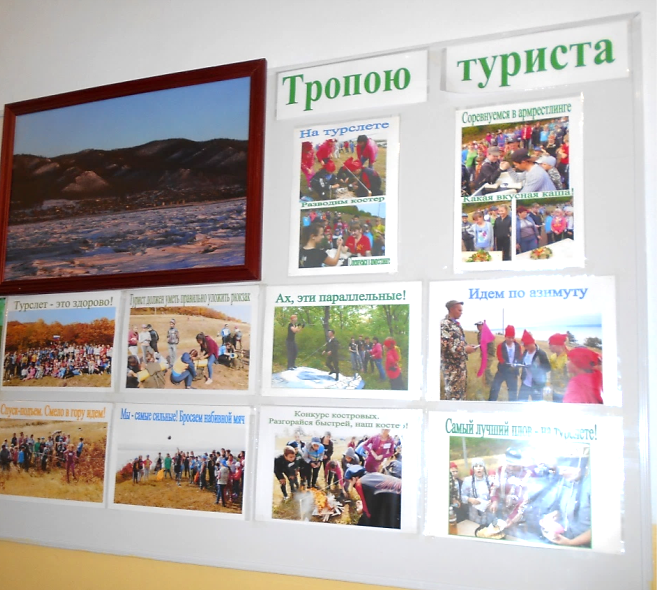 Тропою туриста
На турслете
Разводим костер
Соревнуемся в армрестлинге
Какая вкусная каша!
Турслет - это здорово!
Турист должен уметь правильно уложить рюкзак
Ах, эти параллельные!
Идем по азимуту
Спуск-подъем. Смело в гору идем!
Мы - самые сильные! Бросаем набивной мяч
Конкурс костровых.
Разгорайся быстрей, наш костер!
Самый лучший плов - на турслете!